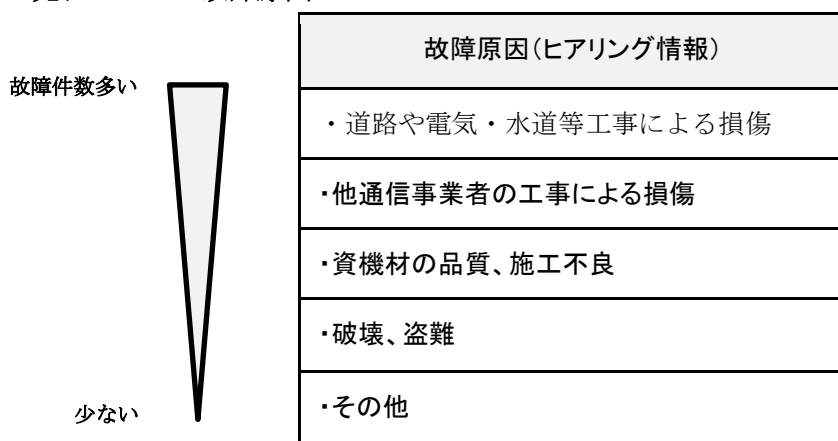 故障原因（ヒアリング情報）
故障件数多い
・道路や電気・水道等工事による損傷
・他通信事業者の工事による損傷
・資機材の品質、施工不良
・破壊、盗難
少ない
・その他